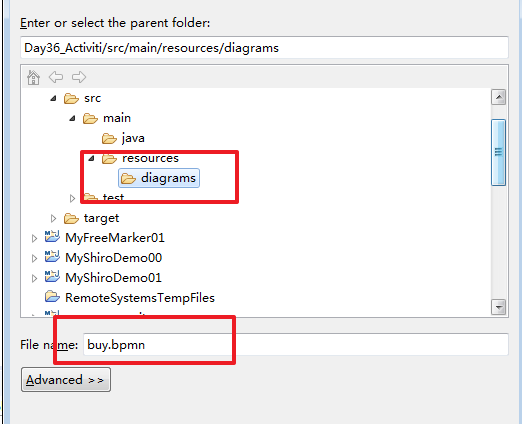 Enter or select the parent folder:
Day36_Activiti/src/main/resources/diagrams
src
main
java
resources
diagrams
test
target
MyFreeMarker01
MyShiroDemo00
MyShiroDemo01
RemoteSystemsTempFiles
File name: buy.bpmn
Advanced >>